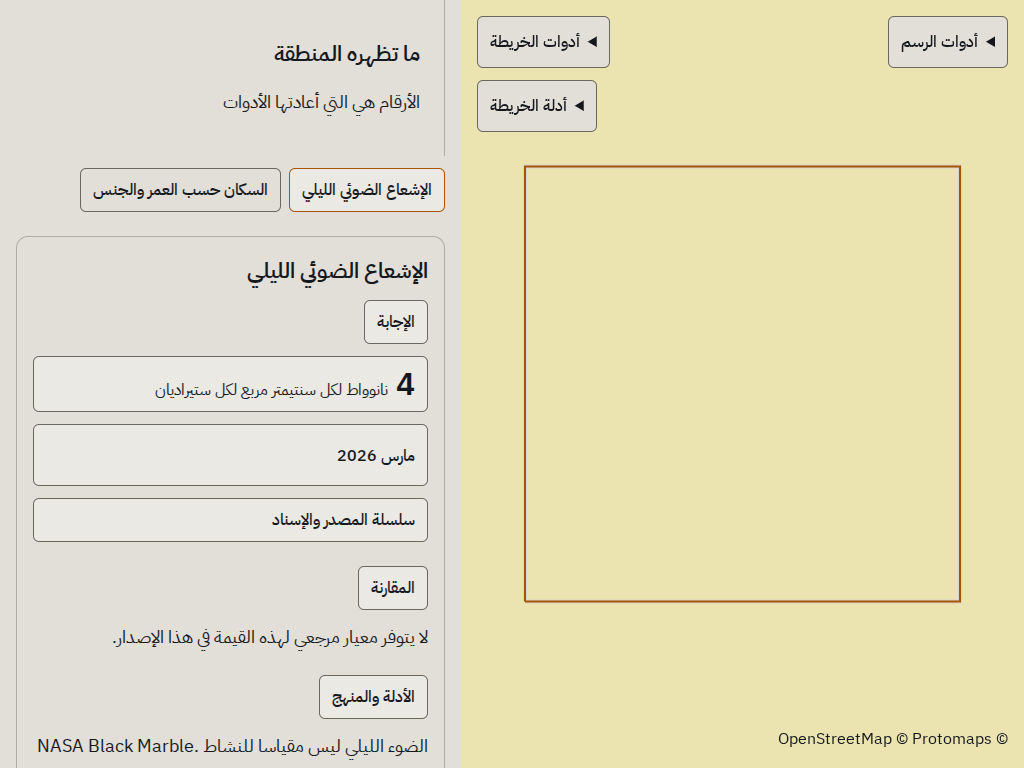 أدوات الرسم
أدوات الخريطة
أدلة الخريطة
© OpenStreetMap © Protomaps
ما تظهره المنطقة
الأرقام هي التي أعادتها الأدوات
الإشعاع الضوئي الليلي
السكان حسب العمر والجنس
الإشعاع الضوئي الليلي
الإجابة
4 نانوواط لكل سنتيمتر مربع لكل ستيراديان
مارس 2026
سلسلة المصدر والإسناد
المقارنة
لا يتوفر معيار مرجعي لهذه القيمة في هذا الإصدار.
الأدلة والمنهج
الضوء الليلي ليس مقياسا للنشاط .NASA Black Marble